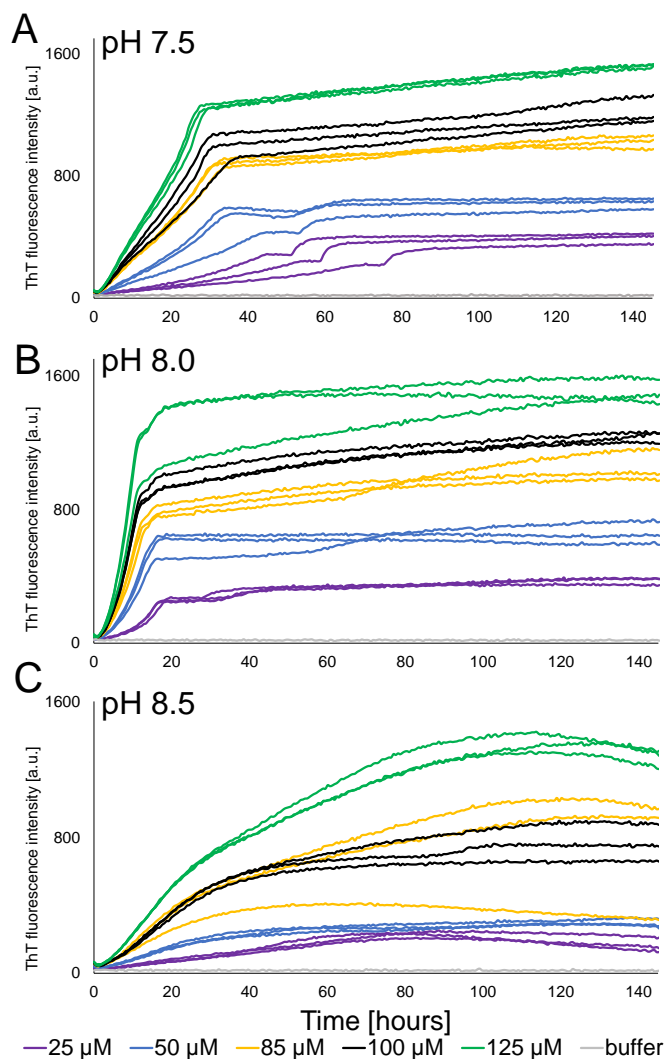 A
pH 7.5
ThT fluorescence intensity [a.u.]
1600
800
0
0 20 40 60 80 100 120 140
B
pH 8.0
ThT fluorescence intensity [a.u.]
1600
800
0
0 20 40 60 80 100 120 140
C
pH 8.5
ThT fluorescence intensity [a.u.]
1600
800
0
0 20 40 60 80 100 120 140
Time [hours]
25 µM 50 µM 85 µM 100 µM 125 µM buffer